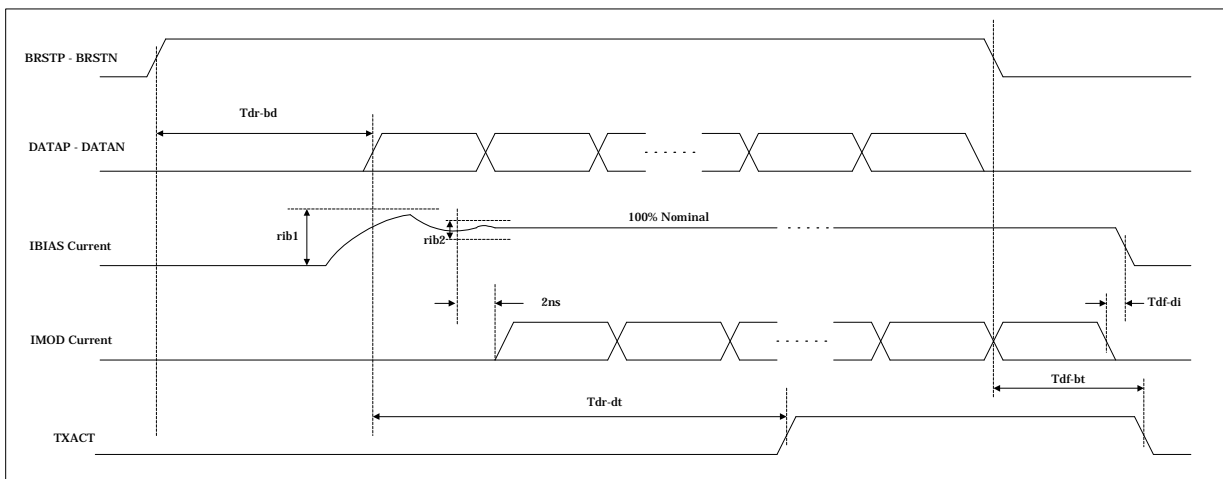 BRSTP - BRSTN
Tdr-bd
DATAP - DATAN
100% Nominal
rib1
rib2
IBIAS Current
2ns
Tdf-di
IMOD Current
Tdf-bt
Tdr-dt
TXACT